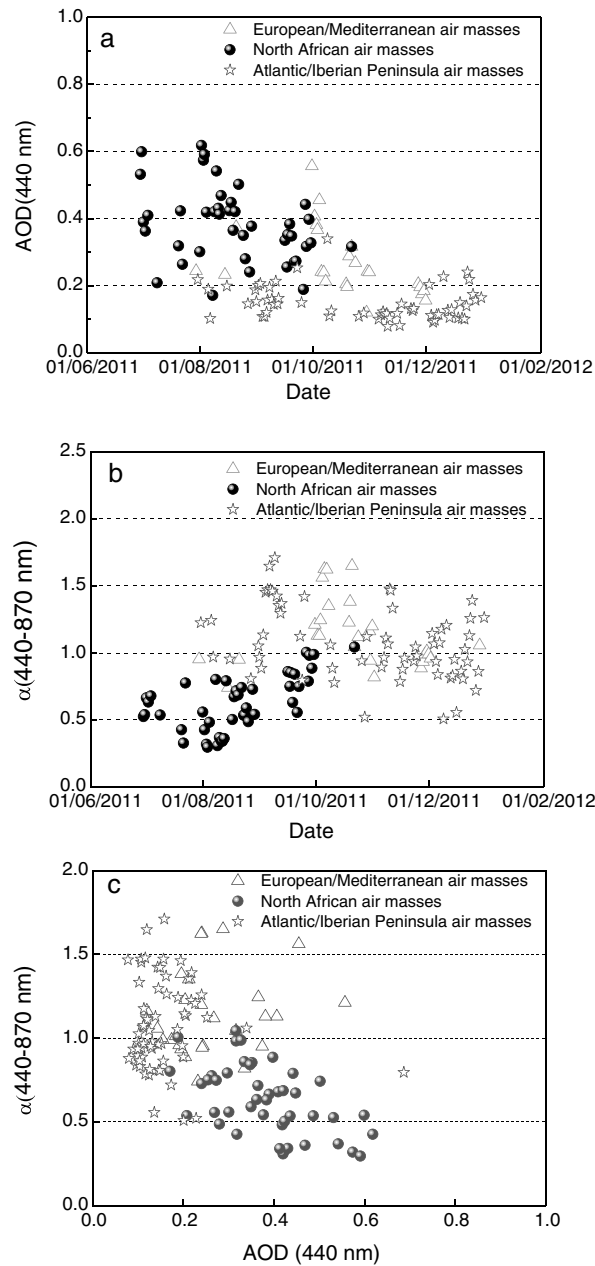 a
European/Mediterranean air masses
North African air masses
Atlantic/Iberian Peninsula air masses
1.0
0.8
0.6
0.4
0.2
0.0
AOD(440 nm)
01/06/2011 01/08/2011 01/10/2011 01/12/2011 01/02/2012
Date
b
European/Mediterranean air masses
North African air masses
Atlantic/Iberian Peninsula air masses
2.5
2.0
1.5
1.0
0.5
0.0
α(440-870 nm)
01/06/2011 01/08/2011 01/10/2011 01/12/2011 01/02/2012
Date
c
European/Mediterranean air masses
North African air masses
Atlantic/Iberian Peninsula air masses
2.0
1.5
1.0
0.5
0.0
α(440-870 nm)
0.0 0.2 0.4 0.6 0.8 1.0
AOD (440 nm)